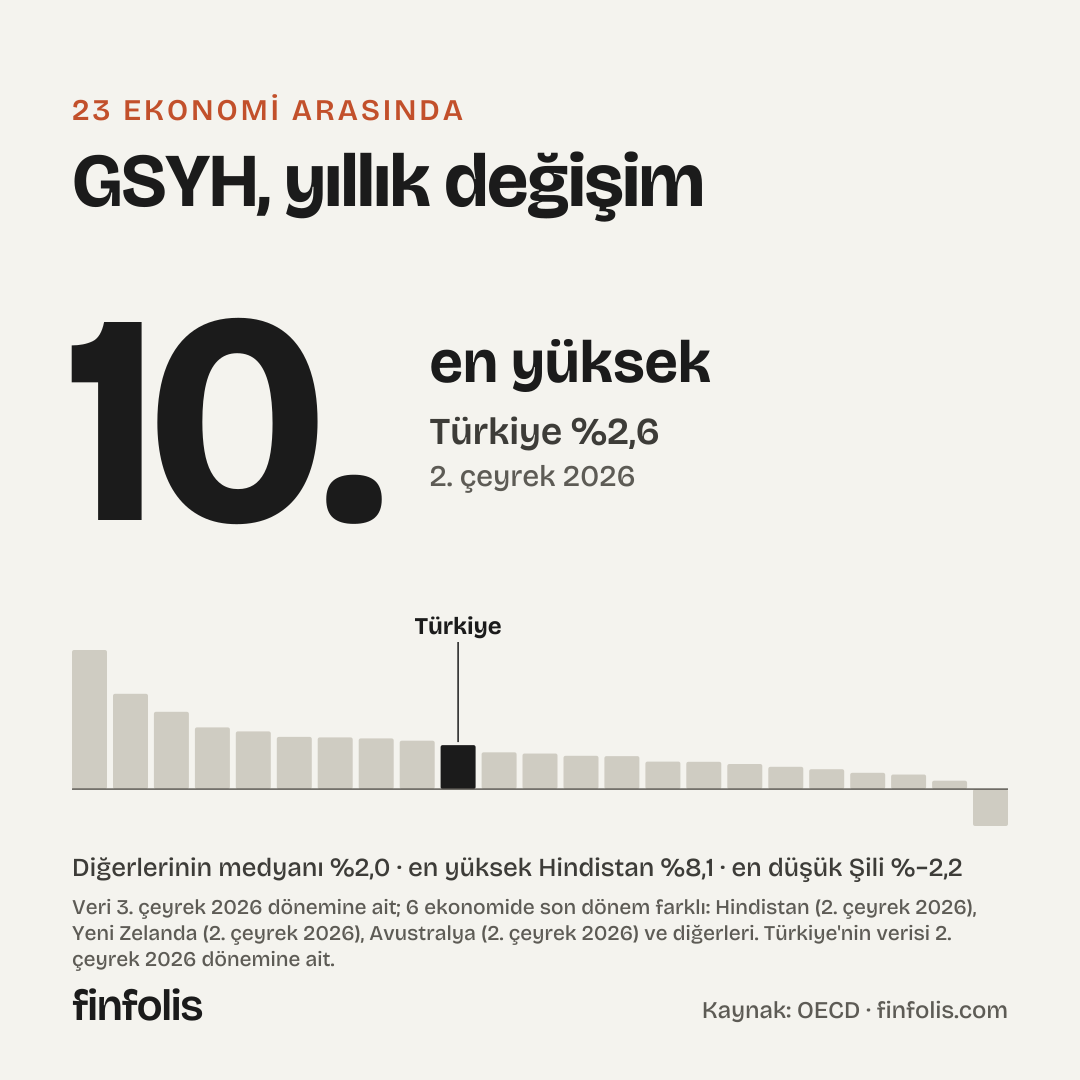 23 EKONOMİ ARASINDA
GSYH, yıllık değişim
10.
en yüksek
Türkiye %2,6
2. çeyrek 2026
Türkiye
Diğerlerinin medyanı %2,0 · en yüksek Hindistan %8,1 · en düşük Şili %−2,2
Veri 3. çeyrek 2026 dönemine ait; 6 ekonomide son dönem farklı: Hindistan (2. çeyrek 2026),
Yeni Zelanda (2. çeyrek 2026), Avustralya (2. çeyrek 2026) ve diğerleri. Türkiye'nin verisi 2.
çeyrek 2026 dönemine ait.
finfolis
Kaynak: OECD · finfolis.com